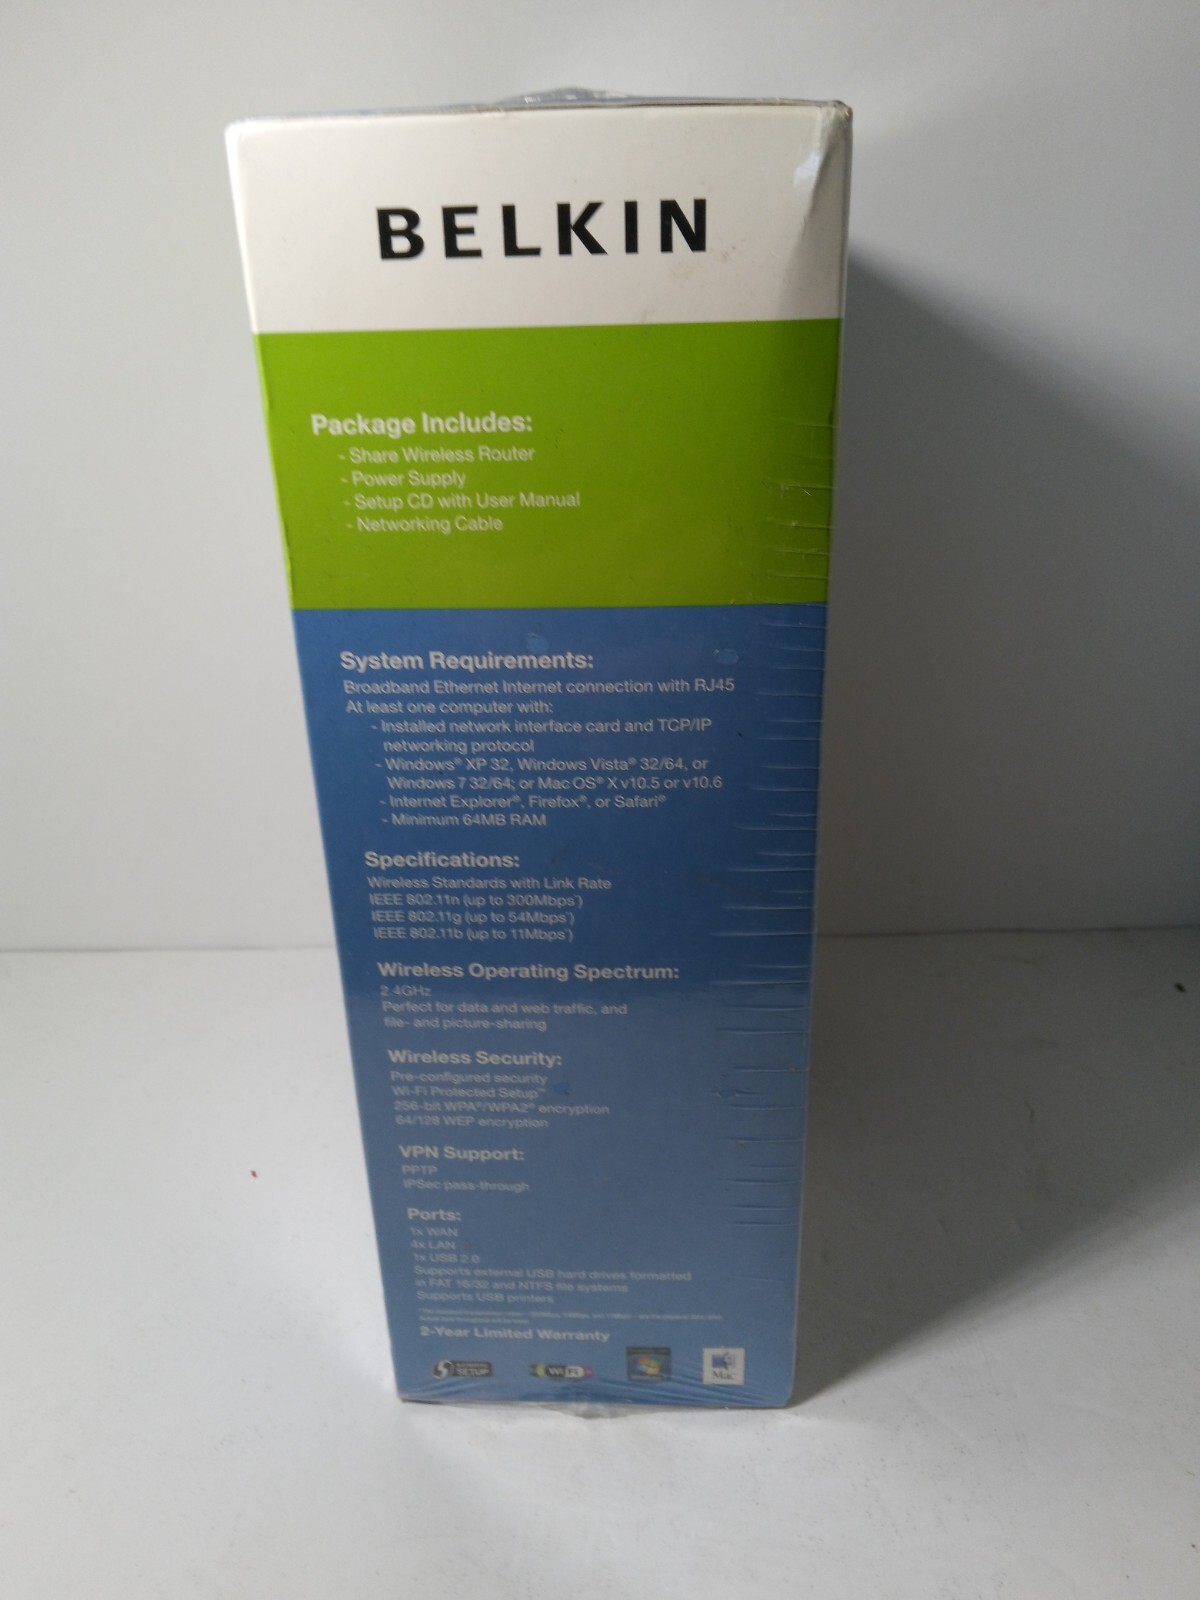 BELKIN
Package Includes:
- Share Wireless Router
- Power Supply
- Setup CD with User Manual
- Networking Cable
System Requirements:
Broadband Ethernet Internet connection with RJ45
At least one computer with:
- Installed network interface card and TCP/IP
networking protocol
- Windows® XP 32, Windows Vista® 32/64, or
Windows 7 32/64; or Mac OS® X v10.5 or v10.6
- Internet Explorer®, Firefox®, or Safari®
- Minimum 64MB RAM
Specifications:
Wireless Standards with Link Rate
IEEE 802.11n (up to 300Mbps*)
IEEE 802.11g (up to 54Mbps*)
IEEE 802.11b (up to 11Mbps*)
Wireless Operating Spectrum:
2.4GHz
Perfect for data and web traffic, and
file- and picture-sharing
Wireless Security:
Pre-configured security
Wi-Fi Protected Setup™
256-bit WPA®/WPA2® encryption
64/128 WEP encryption
VPN Support:
PPTP
IPSec pass-through
Ports:
1x WAN
4x LAN
1x USB 2.0
Supports external USB hard drives formatted
in FAT 16/32 and NTFS file systems
Supports USB printers
2-Year Limited Warranty
SETUP
Wi Fi
Mac